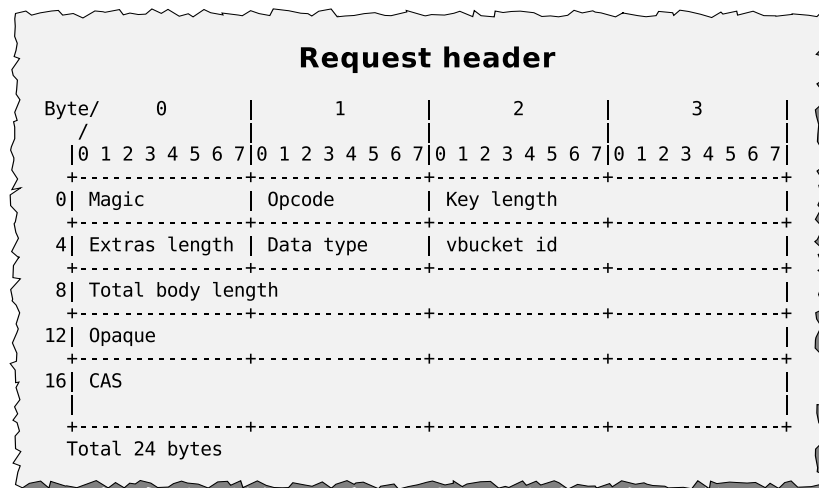 Request header
Byte/ 0 | 1 | 2 | 3 |
/ | | | |
|0 1 2 3 4 5 6 7|0 1 2 3 4 5 6 7|0 1 2 3 4 5 6 7|0 1 2 3 4 5 6 7|
+---------------+---------------+---------------+---------------+
0| Magic | Opcode | Key length |
+---------------+---------------+---------------+---------------+
4| Extras length | Data type | vbucket id |
+---------------+---------------+---------------+---------------+
8| Total body length |
+---------------+---------------+---------------+---------------+
12| Opaque |
+---------------+---------------+---------------+---------------+
16| CAS |
| |
+---------------+---------------+---------------+---------------+
Total 24 bytes